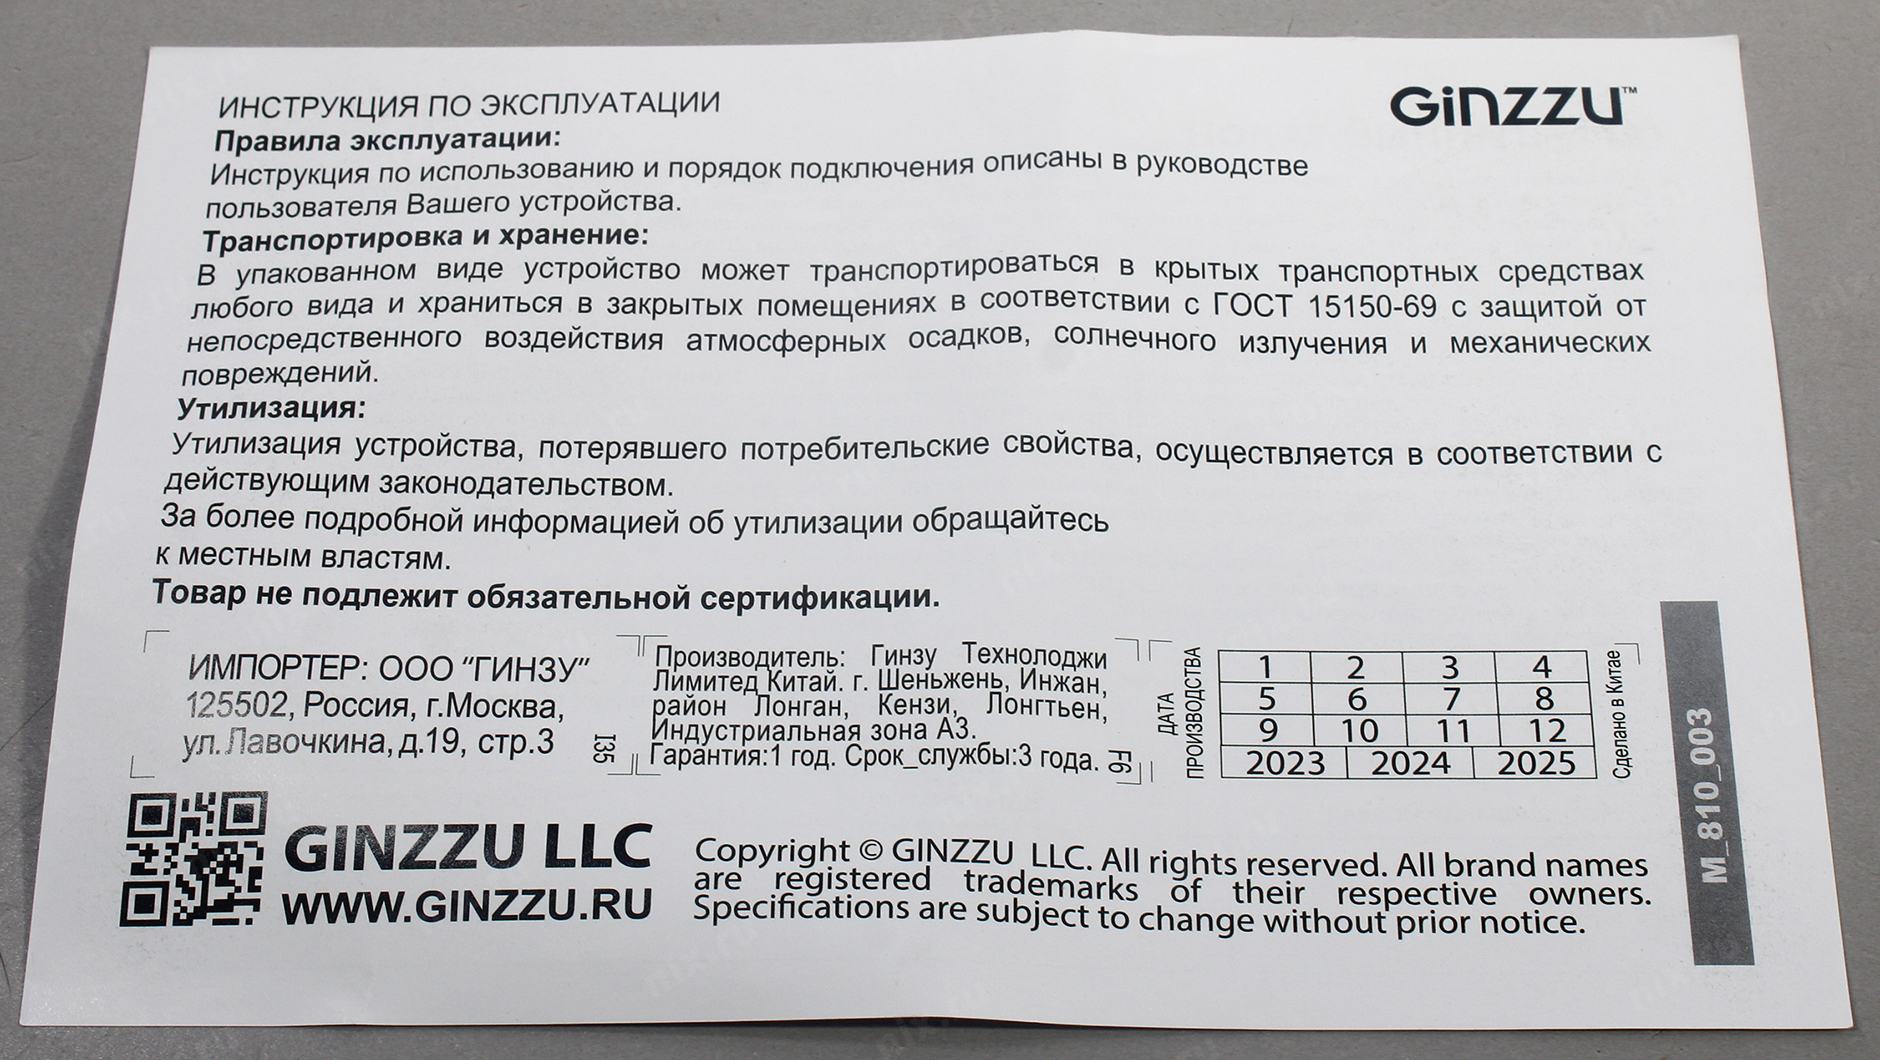 GiNZZU™
ИНСТРУКЦИЯ ПО ЭКСПЛУАТАЦИИ
Правила эксплуатации:
Инструкция по использованию и порядок подключения описаны в руководстве
пользователя Вашего устройства.
Транспортировка и хранение:
В упакованном виде устройство может транспортироваться в крытых транспортных средствах
любого вида и храниться в закрытых помещениях в соответствии с ГОСТ 15150-69 с защитой от
непосредственного воздействия атмосферных осадков, солнечного излучения и механических
повреждений.
Утилизация:
Утилизация устройства, потерявшего потребительские свойства, осуществляется в соответствии с
действующим законодательством.
За более подробной информацией об утилизации обращайтесь
к местным властям.
Товар не подлежит обязательной сертификации.
ИМПОРТЕР: ООО “ГИНЗУ”
125502, Россия, г.Москва,
ул. Лавочкина, д.19, стр.3
I35
Производитель: Гинзу Технолоджи
Лимитед Китай. г. Шеньжень, Инжан,
район Лонган, Кензи, Лонгтьен,
Индустриальная зона А3.
Гарантия:1 год. Срок_службы:3 года.
F6
ДАТА
ПРОИЗВОДСТВА
1 2 3 4
5 6 7 8
9 10 11 12
2023 2024 2025
Сделано в Китае
M_810_003
GINZZU LLC
WWW.GINZZU.RU
Copyright © GINZZU LLC. All rights reserved. All brand names
are registered trademarks of their respective owners.
Specifications are subject to change without prior notice.